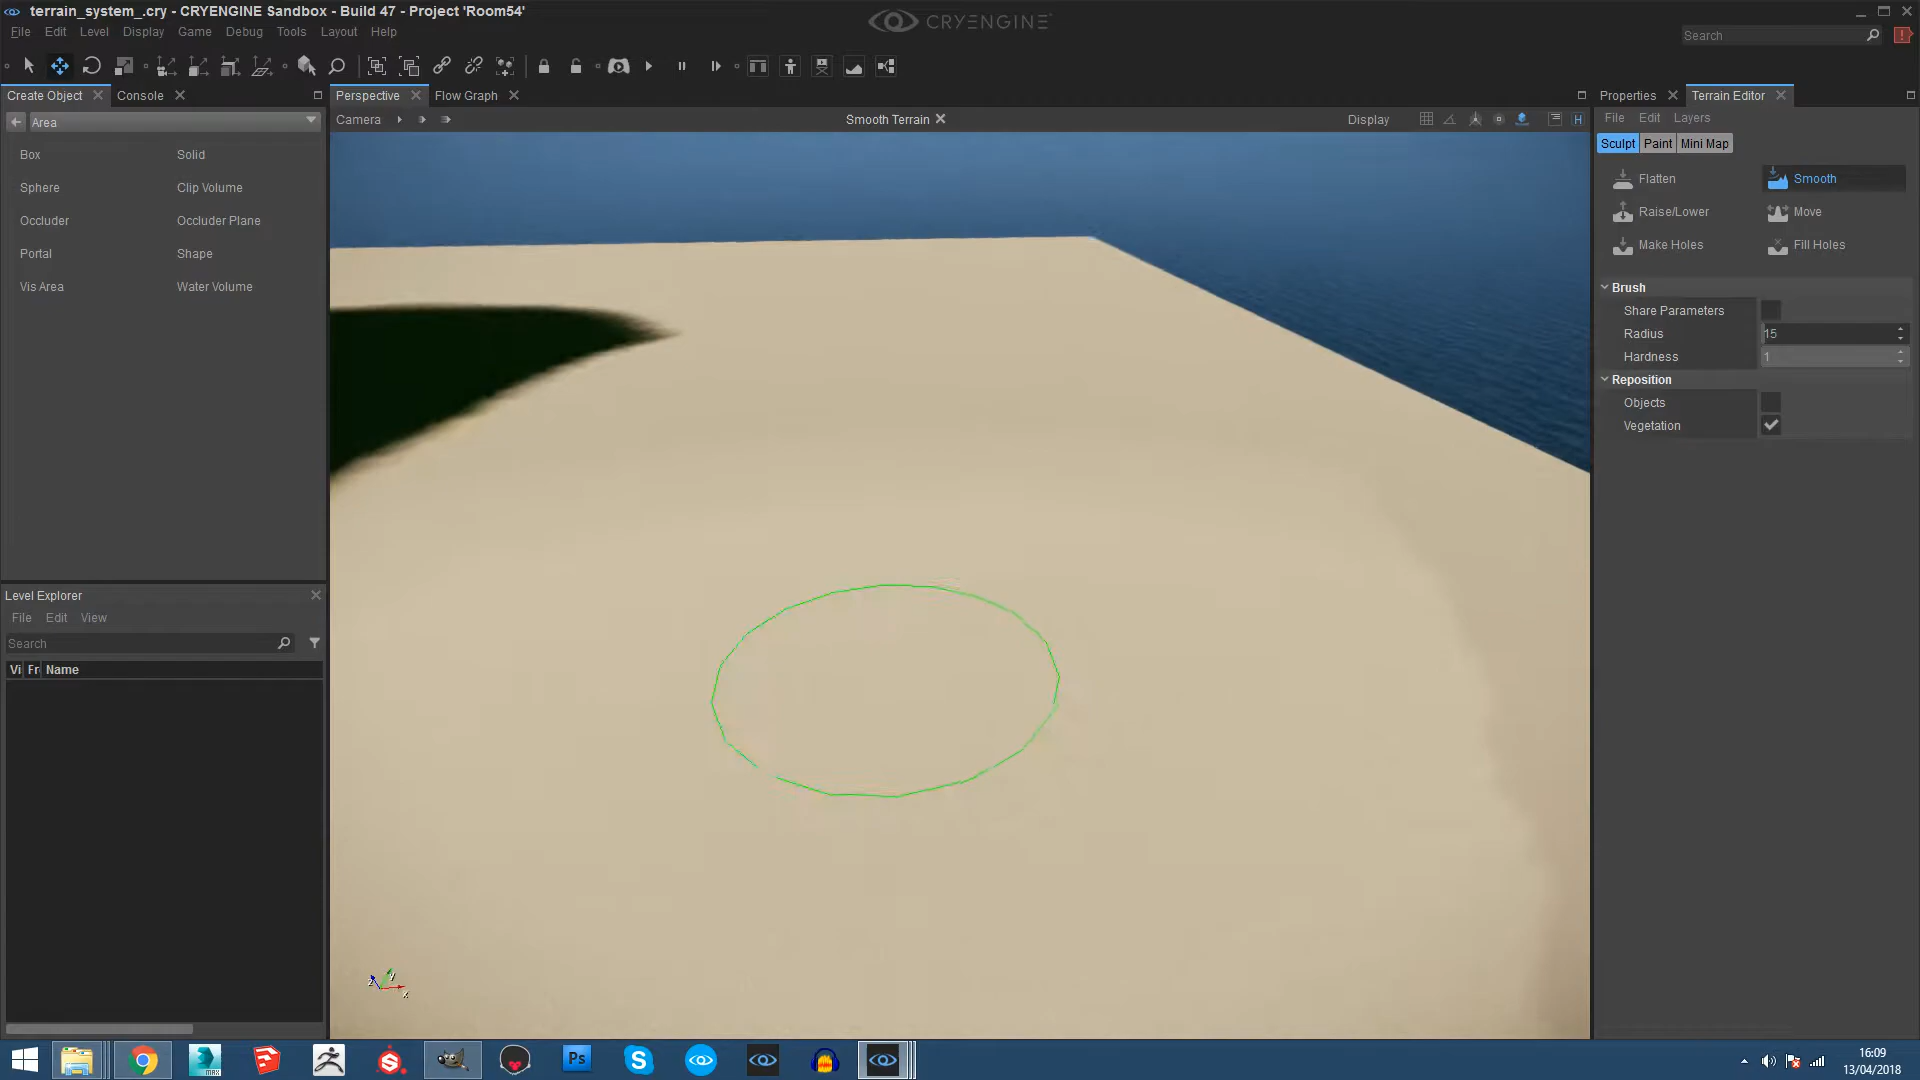 terrain_system_.cry - CRYENGINE Sandbox - Build 47 - Project 'Room54'
CRYENGINE
File Edit Level Display Game Debug Tools Layout Help
Search
Create Object
Console
Perspective
Flow Graph
Properties
Terrain Editor
Area
Camera
Smooth Terrain
Display
File Edit Layers
Sculpt Paint Mini Map
Box Solid
Sphere Clip Volume
Occluder Occluder Plane
Portal Shape
Vis Area Water Volume
Flatten Smooth
Raise/Lower Move
Make Holes Fill Holes
Brush
Share Parameters
Radius 15
Hardness 1
Reposition
Objects
Vegetation
Level Explorer
File Edit View
Search
Vi Fr Name
z y x
MAX
Ps
16:09
13/04/2018